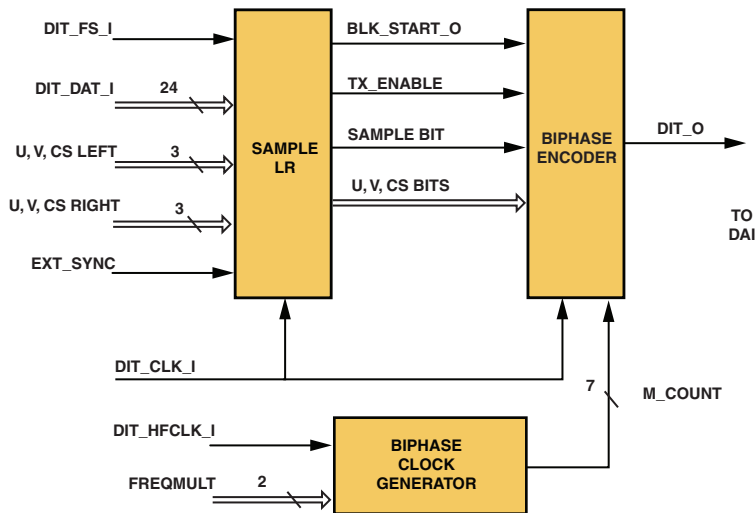 DIT_FS_I
BLK_START_O
DIT_DAT_I
24
TX_ENABLE
SAMPLE
LR
BIPHASE
ENCODER
DIT_O
U, V, CS LEFT
3
SAMPLE BIT
U, V, CS BITS
U, V, CS RIGHT
3
TO
DAI
EXT_SYNC
DIT_CLK_I
7
M_COUNT
DIT_HFCLK_I
BIPHASE
CLOCK
GENERATOR
FREQMULT
2